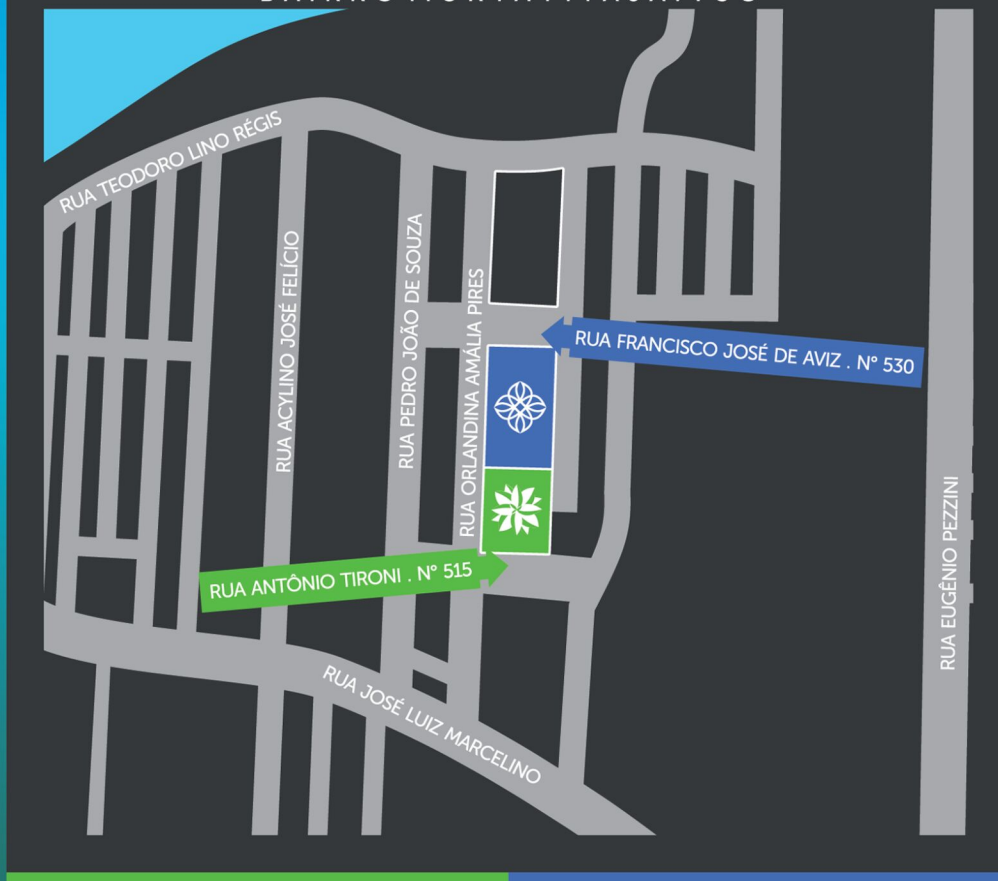 RUA TEODORO LINO RÉGIS
RUA ACYLINO JOSÉ FELÍCIO
RUA PEDRO JOÃO DE SOUZA
RUA ORLANDINA AMÁLIA PIRES
RUA FRANCISCO JOSÉ DE AVIZ . N° 530
RUA ANTÔNIO TIRONI . N° 515
RUA EUGÊNIO PEZZINI
RUA JOSÉ LUIZ MARCELINO